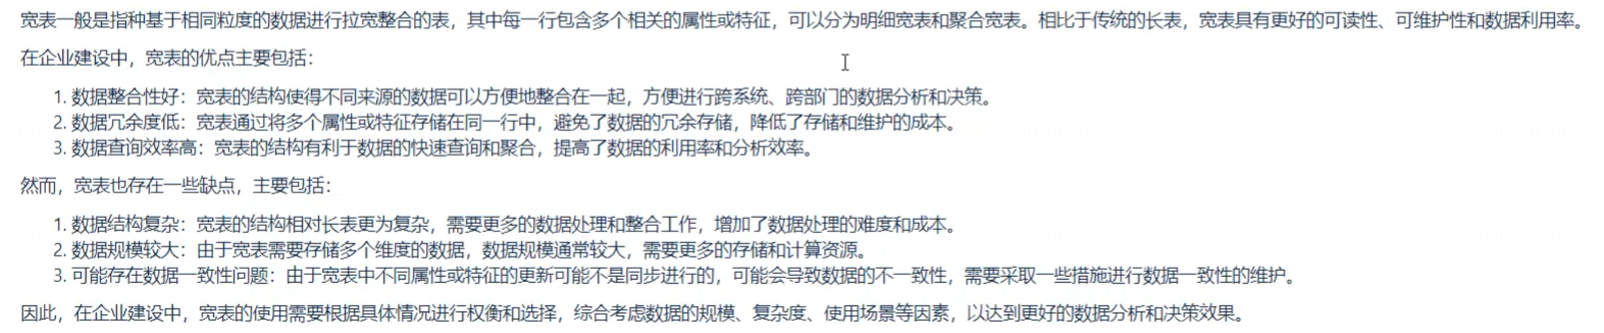 宽表一般是指种基于相同粒度的数据进行拉宽整合的表，其中每一行包含多个相关的属性或特征，可以分为明细宽表和聚合宽表。相比于传统的长表，宽表具有更好的可读性、可维护性和数据利用率。
在企业建设中，宽表的优点主要包括：
1. 数据整合性好：宽表的结构使得不同来源的数据可以方便地整合在一起，方便进行跨系统、跨部门的数据分析和决策。
2. 数据冗余度低：宽表通过将多个属性或特征存储在同一行中，避免了数据的冗余存储，降低了存储和维护的成本。
3. 数据查询效率高：宽表的结构有利于数据的快速查询和聚合，提高了数据的利用率和分析效率。
然而，宽表也存在一些缺点，主要包括：
1. 数据结构复杂：宽表的结构相对长表更为复杂，需要更多的数据处理和整合工作，增加了数据处理的难度和成本。
2. 数据规模较大：由于宽表需要存储多个维度的数据，数据规模通常较大，需要更多的存储和计算资源。
3. 可能存在数据一致性问题：由于宽表中不同属性或特征的更新可能不是同步进行的，可能会导致数据的不一致性，需要采取一些措施进行数据一致性的维护。
因此，在企业建设中，宽表的使用需要根据具体情况进行权衡和选择，综合考虑数据的规模、复杂度、使用场景等因素，以达到更好的数据分析和决策效果。